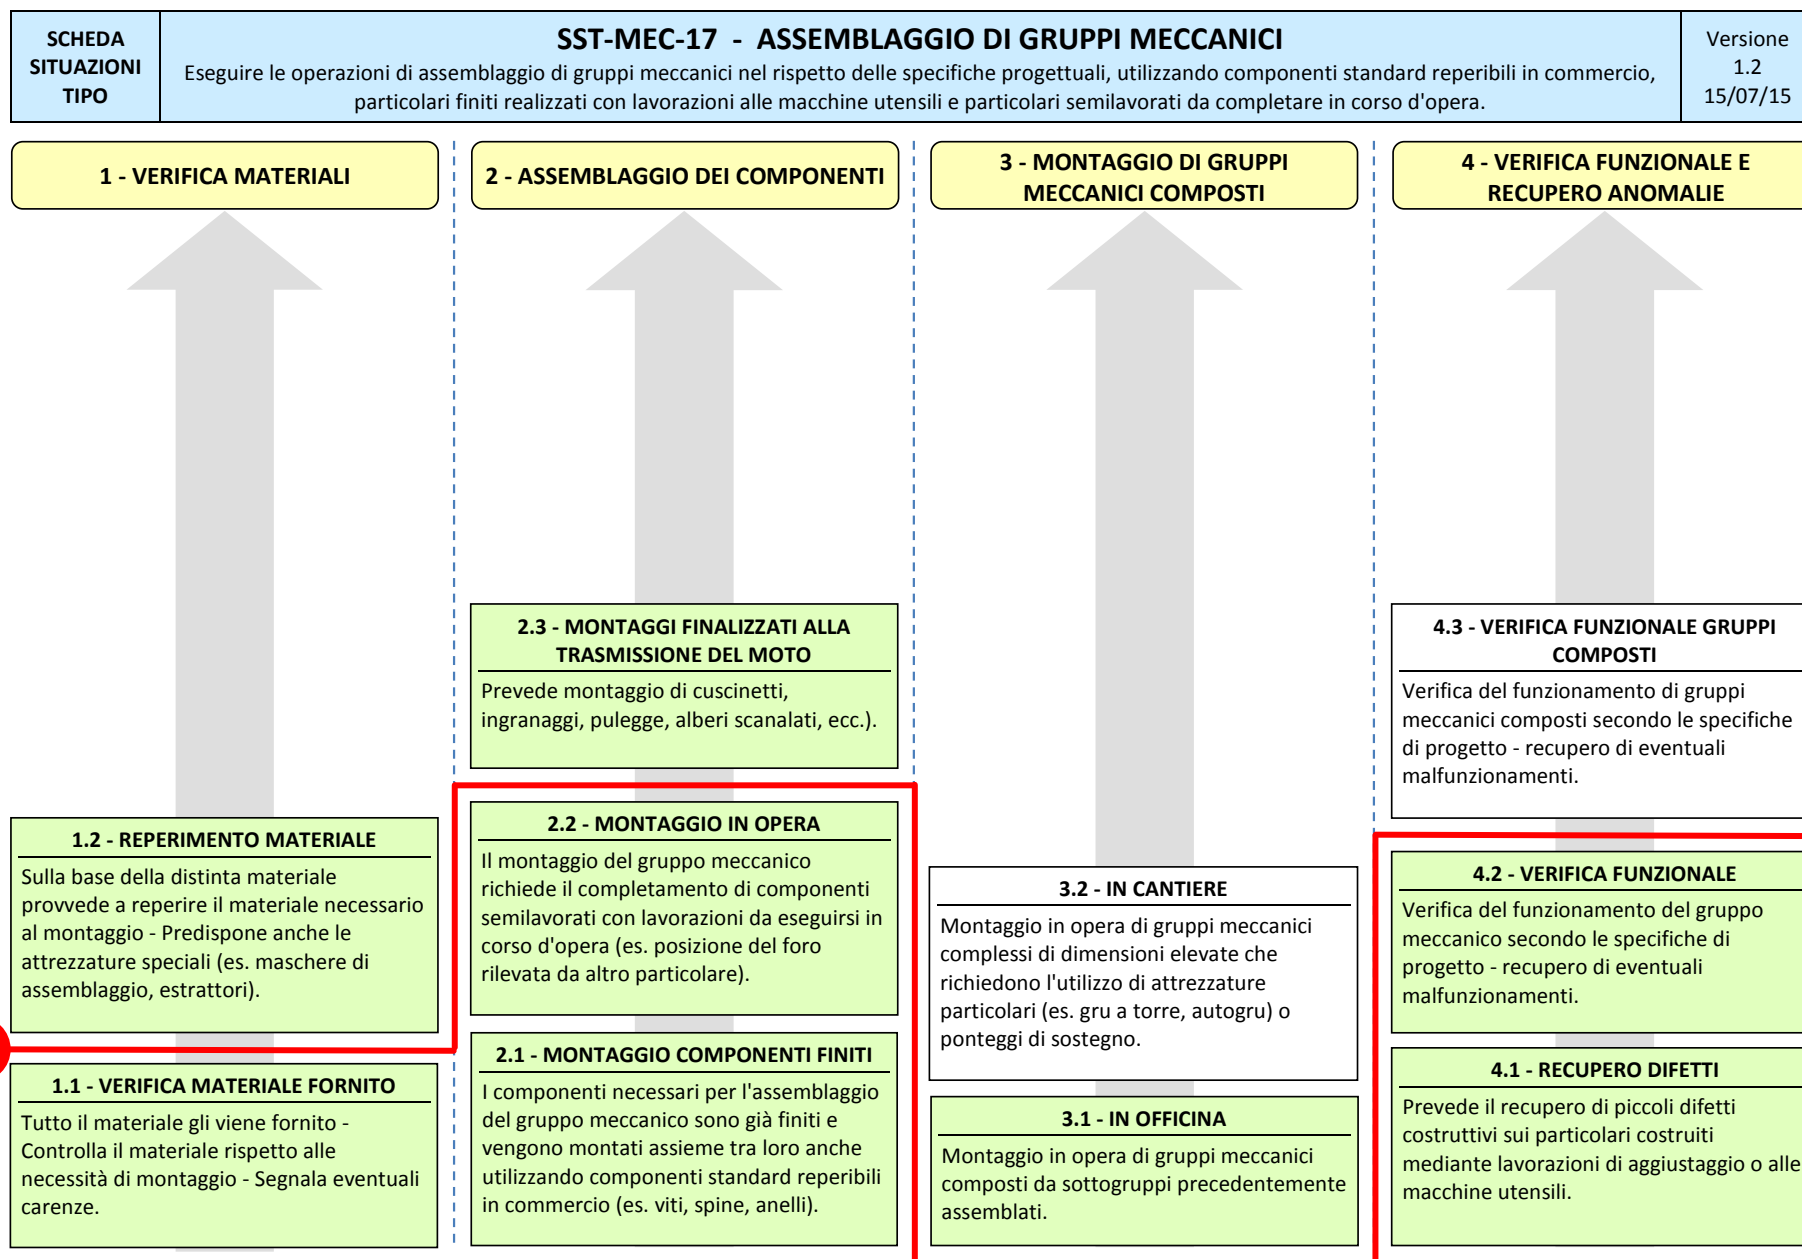 SCHEDA
SITUAZIONI
TIPO
SST-MEC-17 - ASSEMBLAGGIO DI GRUPPI MECCANICI
Eseguire le operazioni di assemblaggio di gruppi meccanici nel rispetto delle specifiche progettuali, utilizzando componenti standard reperibili in commercio,
particolari finiti realizzati con lavorazioni alle macchine utensili e particolari semilavorati da completare in corso d'opera.
Versione
1.2
15/07/15
1 - VERIFICA MATERIALI
1.2 - REPERIMENTO MATERIALE
Sulla base della distinta materiale
provvede a reperire il materiale necessario
al montaggio - Predispone anche le
attrezzature speciali (es. maschere di
assemblaggio, estrattori).
1.1 - VERIFICA MATERIALE FORNITO
Tutto il materiale gli viene fornito -
Controlla il materiale rispetto alle
necessità di montaggio - Segnala eventuali
carenze.
2 - ASSEMBLAGGIO DEI COMPONENTI
2.3 - MONTAGGI FINALIZZATI ALLA
TRASMISSIONE DEL MOTO
Prevede montaggio di cuscinetti,
ingranaggi, pulegge, alberi scanalati, ecc.).
2.2 - MONTAGGIO IN OPERA
Il montaggio del gruppo meccanico
richiede il completamento di componenti
semilavorati con lavorazioni da eseguirsi in
corso d'opera (es. posizione del foro
rilevata da altro particolare).
2.1 - MONTAGGIO COMPONENTI FINITI
I componenti necessari per l'assemblaggio
del gruppo meccanico sono già finiti e
vengono montati assieme tra loro anche
utilizzando componenti standard reperibili
in commercio (es. viti, spine, anelli).
3 - MONTAGGIO DI GRUPPI
MECCANICI COMPOSTI
3.2 - IN CANTIERE
Montaggio in opera di gruppi meccanici
complessi di dimensioni elevate che
richiedono l'utilizzo di attrezzature
particolari (es. gru a torre, autogru) o
ponteggi di sostegno.
3.1 - IN OFFICINA
Montaggio in opera di gruppi meccanici
composti da sottogruppi precedentemente
assemblati.
4 - VERIFICA FUNZIONALE E
RECUPERO ANOMALIE
4.3 - VERIFICA FUNZIONALE GRUPPI
COMPOSTI
Verifica del funzionamento di gruppi
meccanici composti secondo le specifiche
di progetto - recupero di eventuali
malfunzionamenti.
4.2 - VERIFICA FUNZIONALE
Verifica del funzionamento del gruppo
meccanico secondo le specifiche di
progetto - recupero di eventuali
malfunzionamenti.
4.1 - RECUPERO DIFETTI
Prevede il recupero di piccoli difetti
costruttivi sui particolari costruiti
mediante lavorazioni di aggiustaggio o alle
macchine utensili.